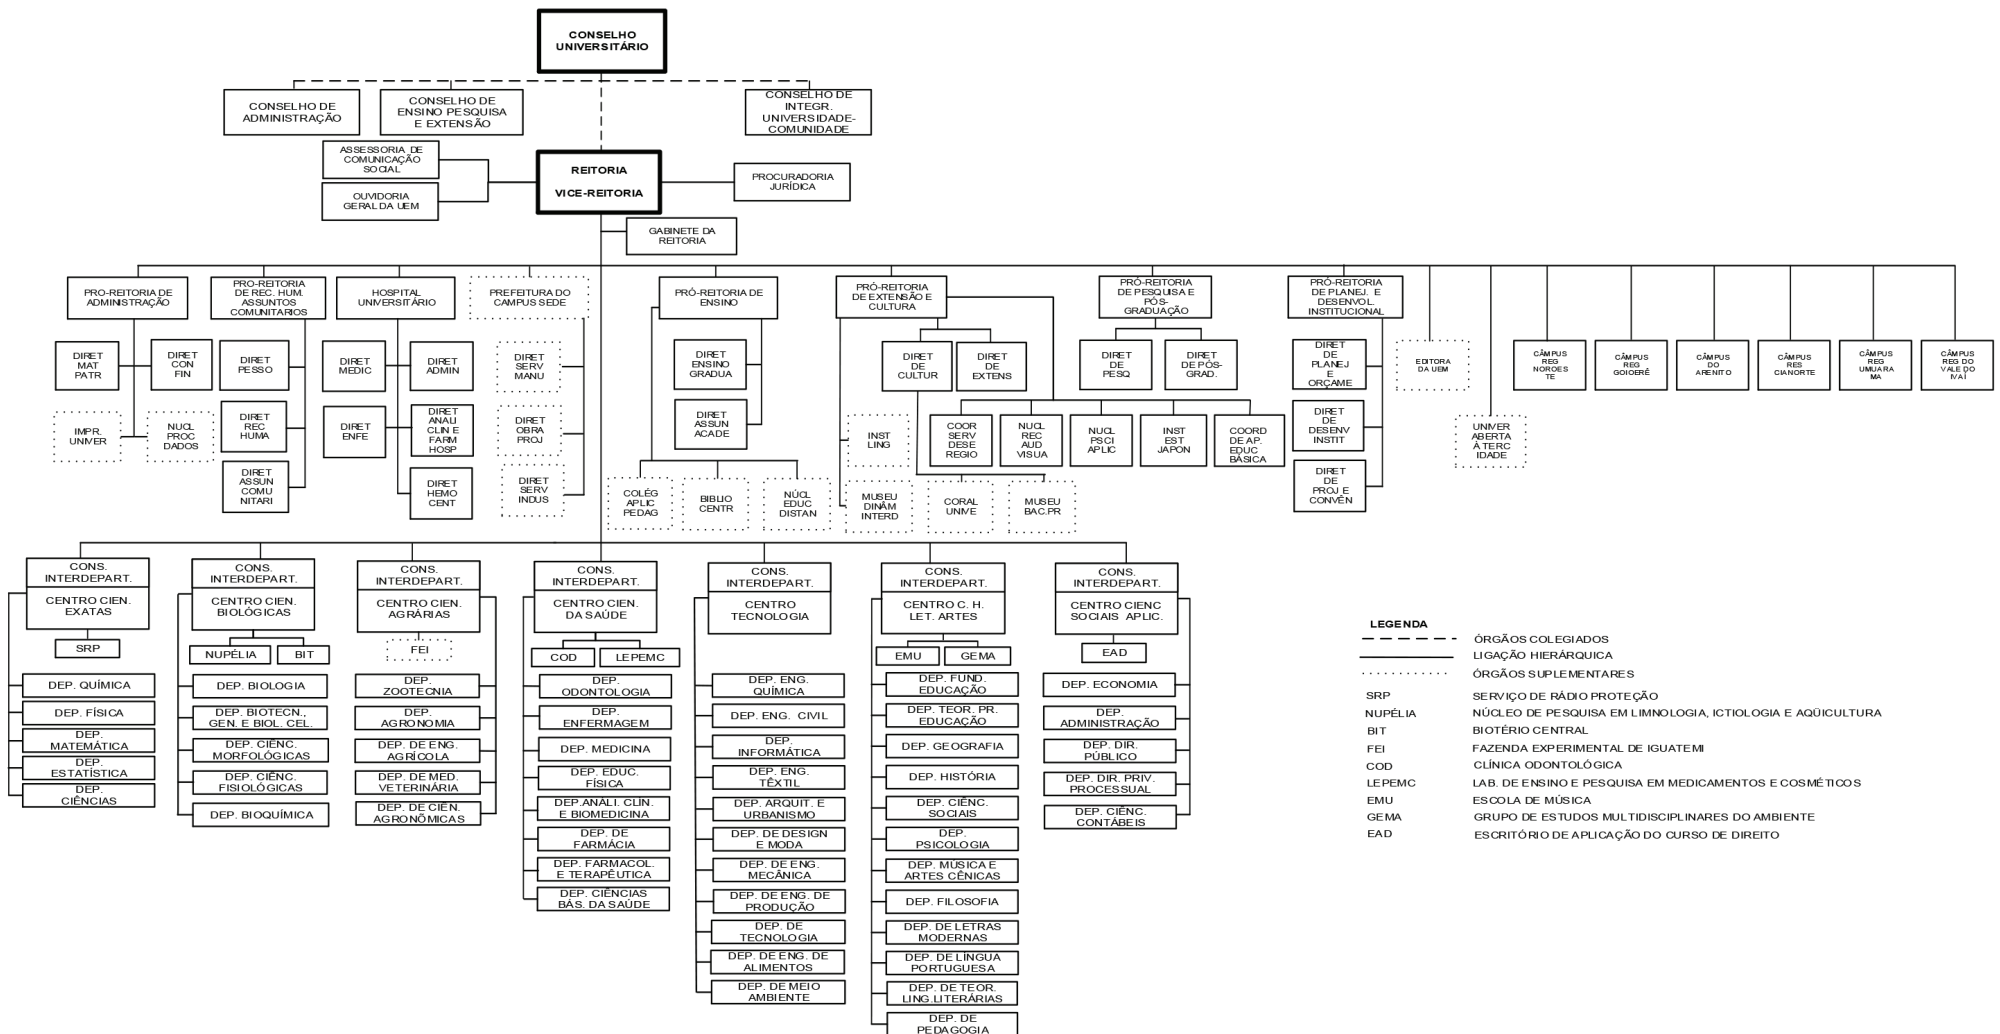 CONSELHO
UNIVERSITÁRIO
CONSELHO DE
ADMINISTRAÇÃO
CONSELHO DE
ENSINO PESQUISA
E EXTENSÃO
CONSELHO DE
INTEGR.
UNIVERSIDADE-
COMUNIDADE
ASSESSORIA DE
COMUNICAÇÃO
SOCIAL
OUVIDORIA
GERAL DA UEM
REITORIA
VICE-REITORIA
PROCURADORIA
JURÍDICA
GABINETE DA
REITORIA
PRO-REITORIA DE
ADMINISTRAÇÃO
PRO-REITORIA
DE REC. HUM.
ASSUNTOS
COMUNITARIOS
HOSPITAL
UNIVERSITÁRIO
PREFEITURA DO
CAMPUS SEDE
PRÓ-REITORIA DE
ENSINO
PRÓ-REITORIA
DE EXTENSÃO E
CULTURA
PRÓ-REITORIA
DE PESQUISA E
PÓS-
GRADUAÇÃO
PRÓ-REITORIA
DE PLANEJ. E
DESENVOL.
INSTITUCIONAL
DIRET
MAT
PATR
DIRET
CON
FIN
IMPR.
UNIVER
NUCL
PROC
DADOS
DIRET
PESSO
DIRET
REC
HUMA
DIRET
ASSUN
COMU
NITARI
DIRET
MEDIC
DIRET
ADMIN
DIRET
ENFE
DIRET
ANALI
CLIN E
FARM
HOSP
DIRET
HEMO
CENT
DIRET
SERV
MANU
DIRET
OBRA
PROJ
DIRET
SERV
INDUS
DIRET
ENSINO
GRADUA
DIRET
ASSUN
ACADE
COLÉG
APLIC
PEDAG
BIBLIO
CENTR
NÚCL
EDUC
DISTAN
DIRET
DE
CULTUR
DIRET
DE
EXTENS
INST
LING
COOR
SERV
DESE
REGIO
NUCL
REC
AUD
VISUA
NUCL
PSCI
APLIC
INST
EST
JAPON
COORD
DE AP.
EDUC
BÁSICA
MUSEU
DINÂM
INTERD
CORAL
UNIVE
MUSEU
BAC.PR
DIRET
DE
PESQ
DIRET
DE PÓS-
GRAD.
DIRET
DE
PLANEJ
E
ORÇAME
DIRET
DE
DESENV
INSTIT
DIRET
DE
PROJ E
CONVÊN
EDITORA
DA UEM
UNIVER
ABERTA
À TERC
IDADE
CÂMPUS
REG
NOROES
TE
CÂMPUS
REG
GOIOERÊ
CÂMPUS
DO
ARENITO
CÂMPUS
RES
CIANORTE
CÂMPUS
REG
UMUARA
MA
CÂMPUS
REG DO
VALE DO
IVAÍ
CONS.
INTERDEPART.
CENTRO CIEN.
EXATAS
SRP
DEP. QUÍMICA
DEP. FÍSICA
DEP.
MATEMÁTICA
DEP.
ESTATÍSTICA
DEP.
CIÊNCIAS
CONS.
INTERDEPART.
CENTRO CIEN.
BIOLÓGICAS
NUPÉLIA
BIT
DEP. BIOLOGIA
DEP. BIOTECN.,
GEN. E BIOL. CEL.
DEP. CIÊNC.
MORFOLÓGICAS
DEP. CIÊNC.
FISIOLÓGICAS
DEP. BIOQUÍMICA
CONS.
INTERDEPART.
CENTRO CIEN.
AGRÁRIAS
FEI
DEP.
ZOOTECNIA
DEP.
AGRONOMIA
DEP. DE ENG.
AGRÍCOLA
DEP. DE MED.
VETERINÁRIA
DEP. DE CIÊN.
AGRONÔMICAS
CONS.
INTERDEPART.
CENTRO CIEN.
DA SAÚDE
COD
LEPEMC
DEP.
ODONTOLOGIA
DEP.
ENFERMAGEM
DEP. MEDICINA
DEP. EDUC.
FÍSICA
DEP.ANÁLI. CLÍN.
E BIOMEDICINA
DEP. DE
FARMÁCIA
DEP. FARMACOL.
E TERAPÊUTICA
DEP. CIÊNCIAS
BÁS. DA SAÚDE
CONS.
INTERDEPART.
CENTRO
TECNOLOGIA
DEP. ENG.
QUÍMICA
DEP. ENG. CIVIL
DEP.
INFORMÁTICA
DEP. ENG.
TÊXTIL
DEP. ARQUIT. E
URBANISMO
DEP. DE DESIGN
E MODA
DEP. DE ENG.
MECÂNICA
DEP. DE ENG. DE
PRODUÇÃO
DEP. DE
TECNOLOGIA
DEP. DE ENG. DE
ALIMENTOS
DEP. DE MEIO
AMBIENTE
CONS.
INTERDEPART.
CENTRO C. H.
LET. ARTES
EMU
GEMA
DEP. FUND.
EDUCAÇÃO
DEP. TEOR. PR.
EDUCAÇÃO
DEP. GEOGRAFIA
DEP. HISTÓRIA
DEP. CIÊNC.
SOCIAIS
DEP.
PSICOLOGIA
DEP. MÚSICA E
ARTES CÊNICAS
DEP. FILOSOFIA
DEP. DE LETRAS
MODERNAS
DEP. DE LÍNGUA
PORTUGUESA
DEP. DE TEOR.
LING.LITERÁRIAS
DEP. DE
PEDAGOGIA
CONS.
INTERDEPART.
CENTRO CIENC
SOCIAIS APLIC.
EAD
DEP. ECONOMIA
DEP.
ADMINISTRAÇÃO
DEP. DIR.
PÚBLICO
DEP. DIR. PRIV.
PROCESSUAL
DEP. CIÊNC.
CONTÁBEIS
LEGENDA
ÓRGÃOS COLEGIADOS
LIGAÇÃO HIERÁRQUICA
ÓRGÃOS SUPLEMENTARES
SRP SERVIÇO DE RÁDIO PROTEÇÃO
NUPÉLIA NÚCLEO DE PESQUISA EM LIMNOLOGIA, ICTIOLOGIA E AQÜICULTURA
BIT BIOTÉRIO CENTRAL
FEI FAZENDA EXPERIMENTAL DE IGUATEMI
COD CLÍNICA ODONTOLÓGICA
LEPEMC LAB. DE ENSINO E PESQUISA EM MEDICAMENTOS E COSMÉTICOS
EMU ESCOLA DE MÚSICA
GEMA GRUPO DE ESTUDOS MULTIDISCIPLINARES DO AMBIENTE
EAD ESCRITÓRIO DE APLICAÇÃO DO CURSO DE DIREITO